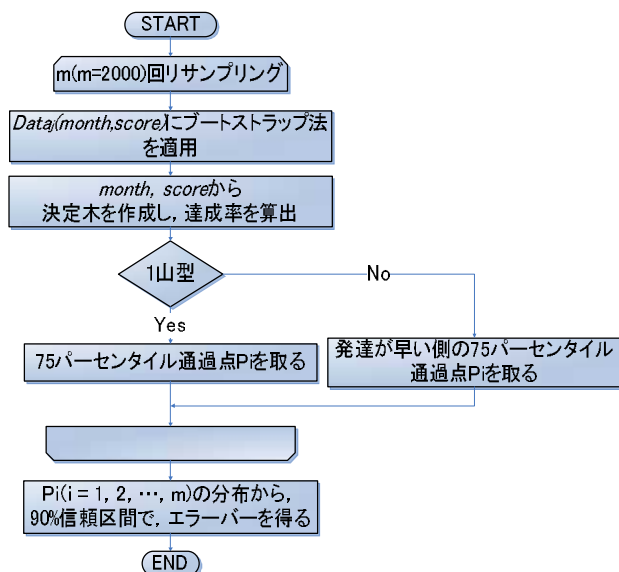 START
m(m=2000)回リサンプリング
Dataj(month,score)にブートストラップ法
を適用
month, scoreから
決定木を作成し, 達成率を算出
1山型
No
Yes
75パーセンタイル通過点Piを取る
発達が早い側の75パーセンタイル
通過点Piを取る
Pi(i = 1, 2, …, m)の分布から,
90%信頼区間で, エラーバーを得る
END